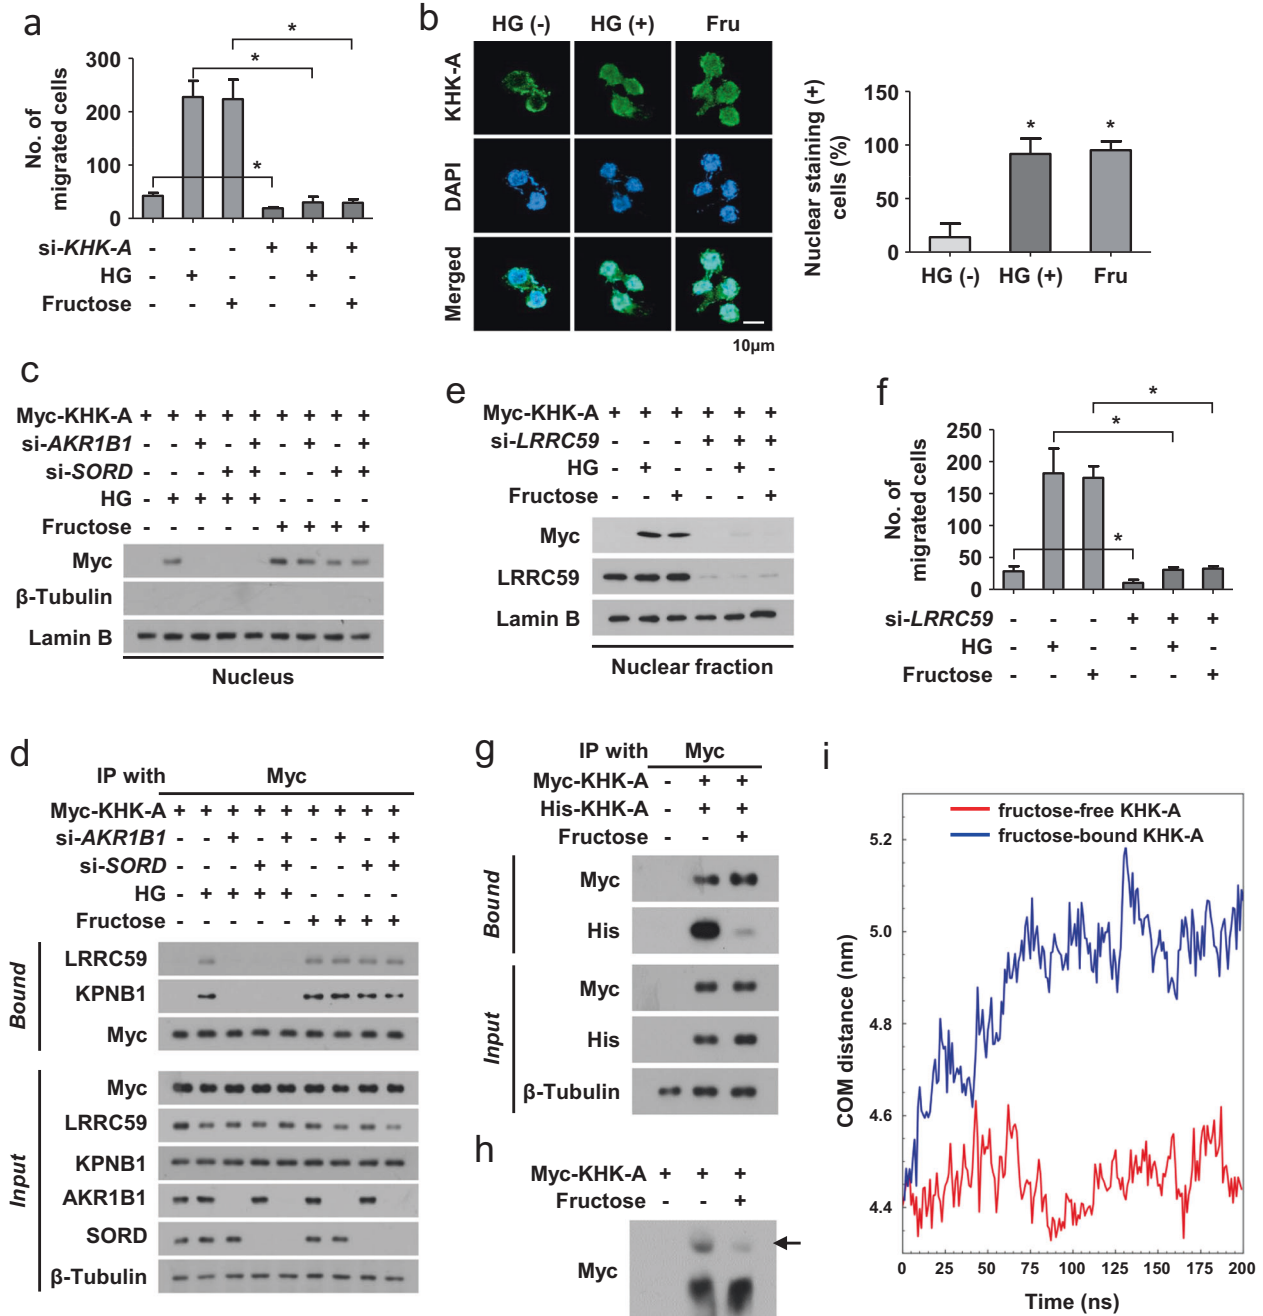 a
No. of migrated cells
300
200
100
0
*
*
*
si-KHK-A - - - + + +
HG - + - - + -
Fructose - - + - - +
b
HG (-) HG (+) Fru
KHK-A
DAPI
Merged
10μm
Nuclear staining (+) cells (%)
150
100
50
0
* *
HG (-) HG (+) Fru
c
Myc-KHK-A + + + + + + + + +
si-AKR1B1 - - + - + - + - +
si-SORD - - - + + - - + +
HG - + + + + - - - -
Fructose - - - - - + + + +
Myc
β-Tubulin
Lamin B
Nucleus
e
Myc-KHK-A + + + + + +
si-LRRC59 - - - + + +
HG - + - - + -
Fructose - - + - - +
Myc
LRRC59
Lamin B
Nuclear fraction
f
No. of migrated cells
250
200
150
100
50
0
*
*
*
si-LRRC59 - - - + + +
HG - + - - + -
Fructose - - + - - +
d
IP with Myc
Myc-KHK-A + + + + + + + + +
si-AKR1B1 - - + - + - + - +
si-SORD - - - + + - - + +
HG - + + + + - - - -
Fructose - - - - - + + + +
Bound
LRRC59
KPNB1
Myc
Input
Myc
LRRC59
KPNB1
AKR1B1
SORD
β-Tubulin
g
IP with Myc
Myc-KHK-A - + +
His-KHK-A - + +
Fructose - - +
Bound
Myc
His
Input
Myc
His
β-Tubulin
h
Myc-KHK-A + + +
Fructose - - +
Myc
i
fructose-free KHK-A
fructose-bound KHK-A
COM distance (nm)
5.2
5.0
4.8
4.6
4.4
0 25 50 75 100 125 150 175 200
Time (ns)